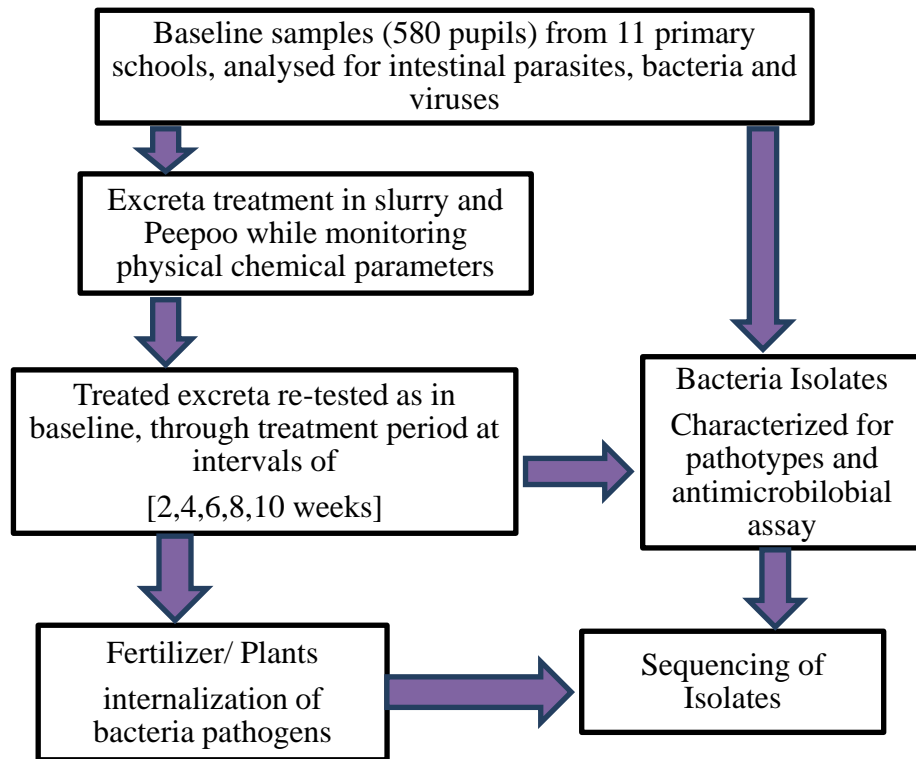 Baseline samples (580 pupil) from 11 primary
schools, analysed for intestinal parasites, bacteria and
viruses
Excreta treatment in slurry and
Peepoo while monitoring
physical chemical parameters
Treated excreta re-tested as in
baseline, through treatment period at
intervals of
[2,4,6,8,10 weeks]
Bacteria Isolates
Characterized for
pathotypes and
antimicrobilobial
assay
Fertilizer/ Plants
internalization of
bacteria pathogens
Sequencing of
Isolates